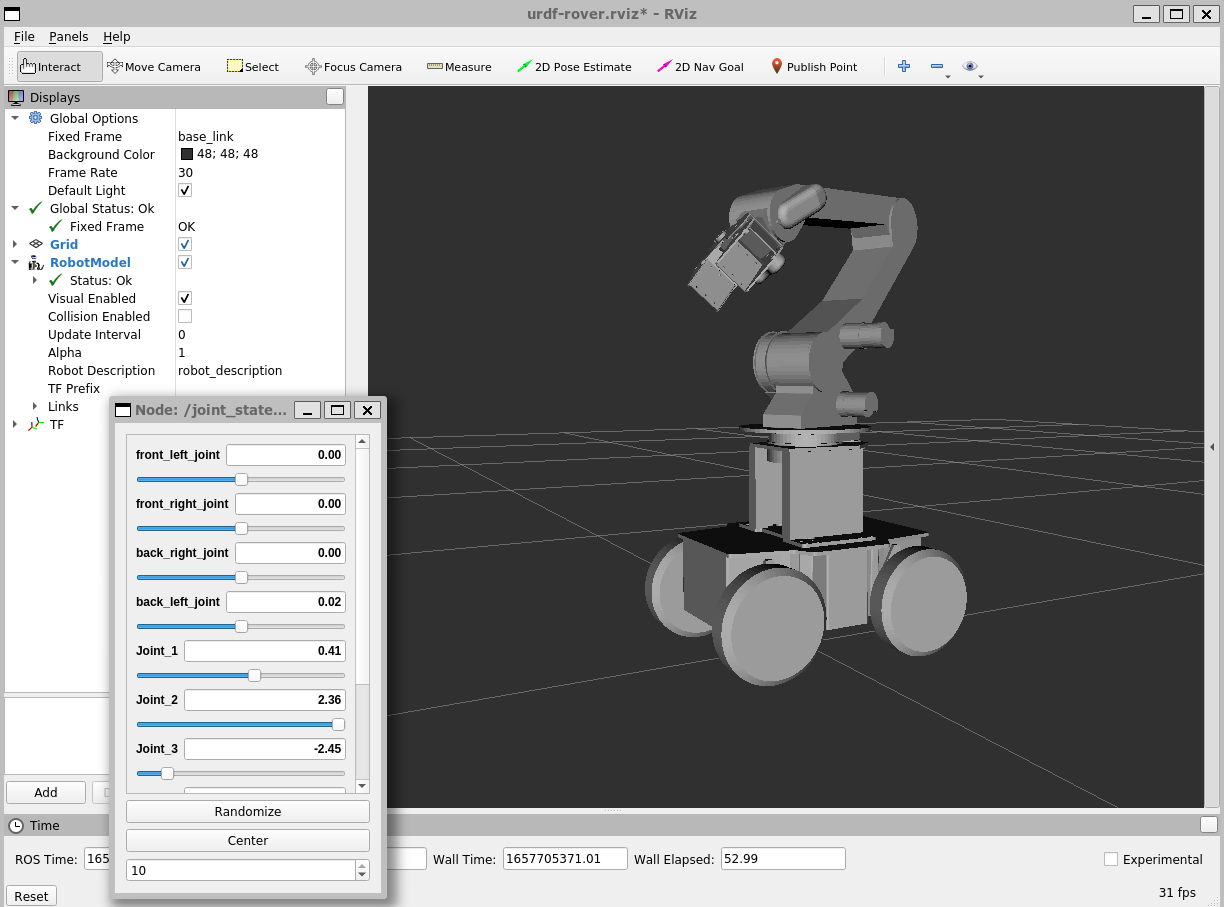 urdf-rover.rviz* - RViz
File Panels Help
Interact Move Camera Select Focus Camera Measure 2D Pose Estimate 2D Nav Goal Publish Point
Displays
Global Options
Fixed Frame base_link
Background Color 48; 48; 48
Frame Rate 30
Default Light
Global Status: Ok
Fixed Frame OK
Grid
RobotModel
Status: Ok
Visual Enabled
Collision Enabled
Update Interval 0
Alpha 1
Robot Description robot_description
TF Prefix
Links
TF
Node: /joint_state...
front_left_joint 0.00
front_right_joint 0.00
back_right_joint 0.00
back_left_joint 0.02
Joint_1 0.41
Joint_2 2.36
Joint_3 -2.45
Randomize
Center
10
Add
Time
ROS Time: 165 Wall Time: 1657705371.01 Wall Elapsed: 52.99 Experimental
Reset 31 fps